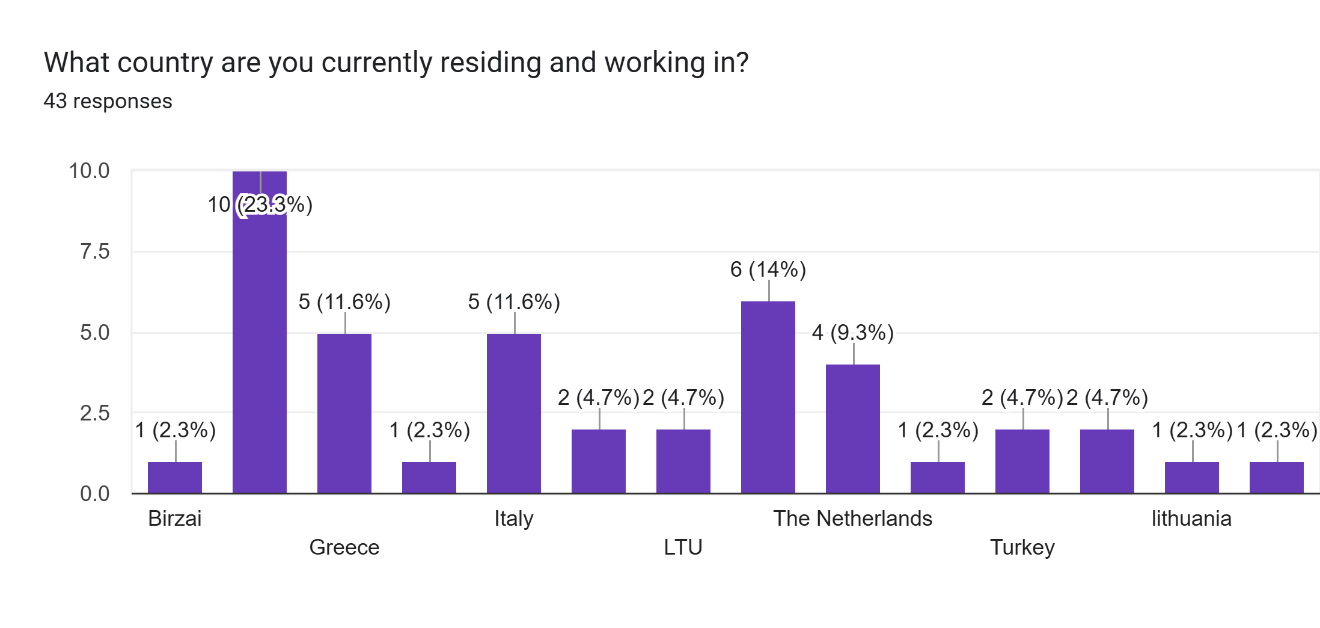 What country are you currently residing and working in?
43 responses
10.0
7.5
5.0
2.5
0.0
1 (2.3%)
10 (23.3%)
5 (11.6%)
1 (2.3%)
5 (11.6%)
2 (4.7%)
2 (4.7%)
6 (14%)
4 (9.3%)
1 (2.3%)
2 (4.7%)
2 (4.7%)
1 (2.3%)
1 (2.3%)
Birzai
Greece
Italy
LTU
The Netherlands
Turkey
lithuania